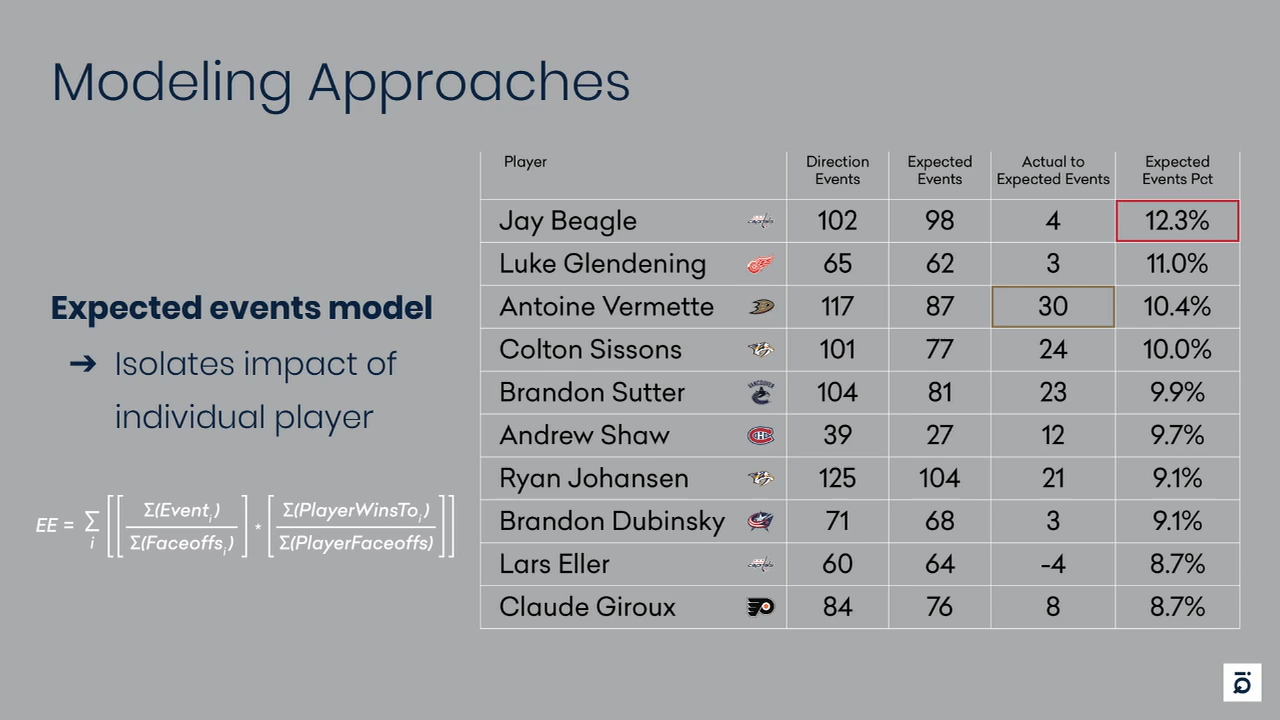 Modeling Approaches
Expected events model
➔ Isolates impact of
individual player
EE = Σ i [[ Σ(Event i) / Σ(Faceoffs i) ] * [ Σ(PlayerWinsTo i) / Σ(PlayerFaceoffs) ]]
Player Direction Events Expected Events Actual to Expected Events Expected Events Pct
Jay Beagle 102 98 4 12.3%
Luke Glendening 65 62 3 11.0%
Antoine Vermette 117 87 30 10.4%
Colton Sissons 101 77 24 10.0%
Brandon Sutter 104 81 23 9.9%
Andrew Shaw 39 27 12 9.7%
Ryan Johansen 125 104 21 9.1%
Brandon Dubinsky 71 68 3 9.1%
Lars Eller 60 64 -4 8.7%
Claude Giroux 84 76 8 8.7%